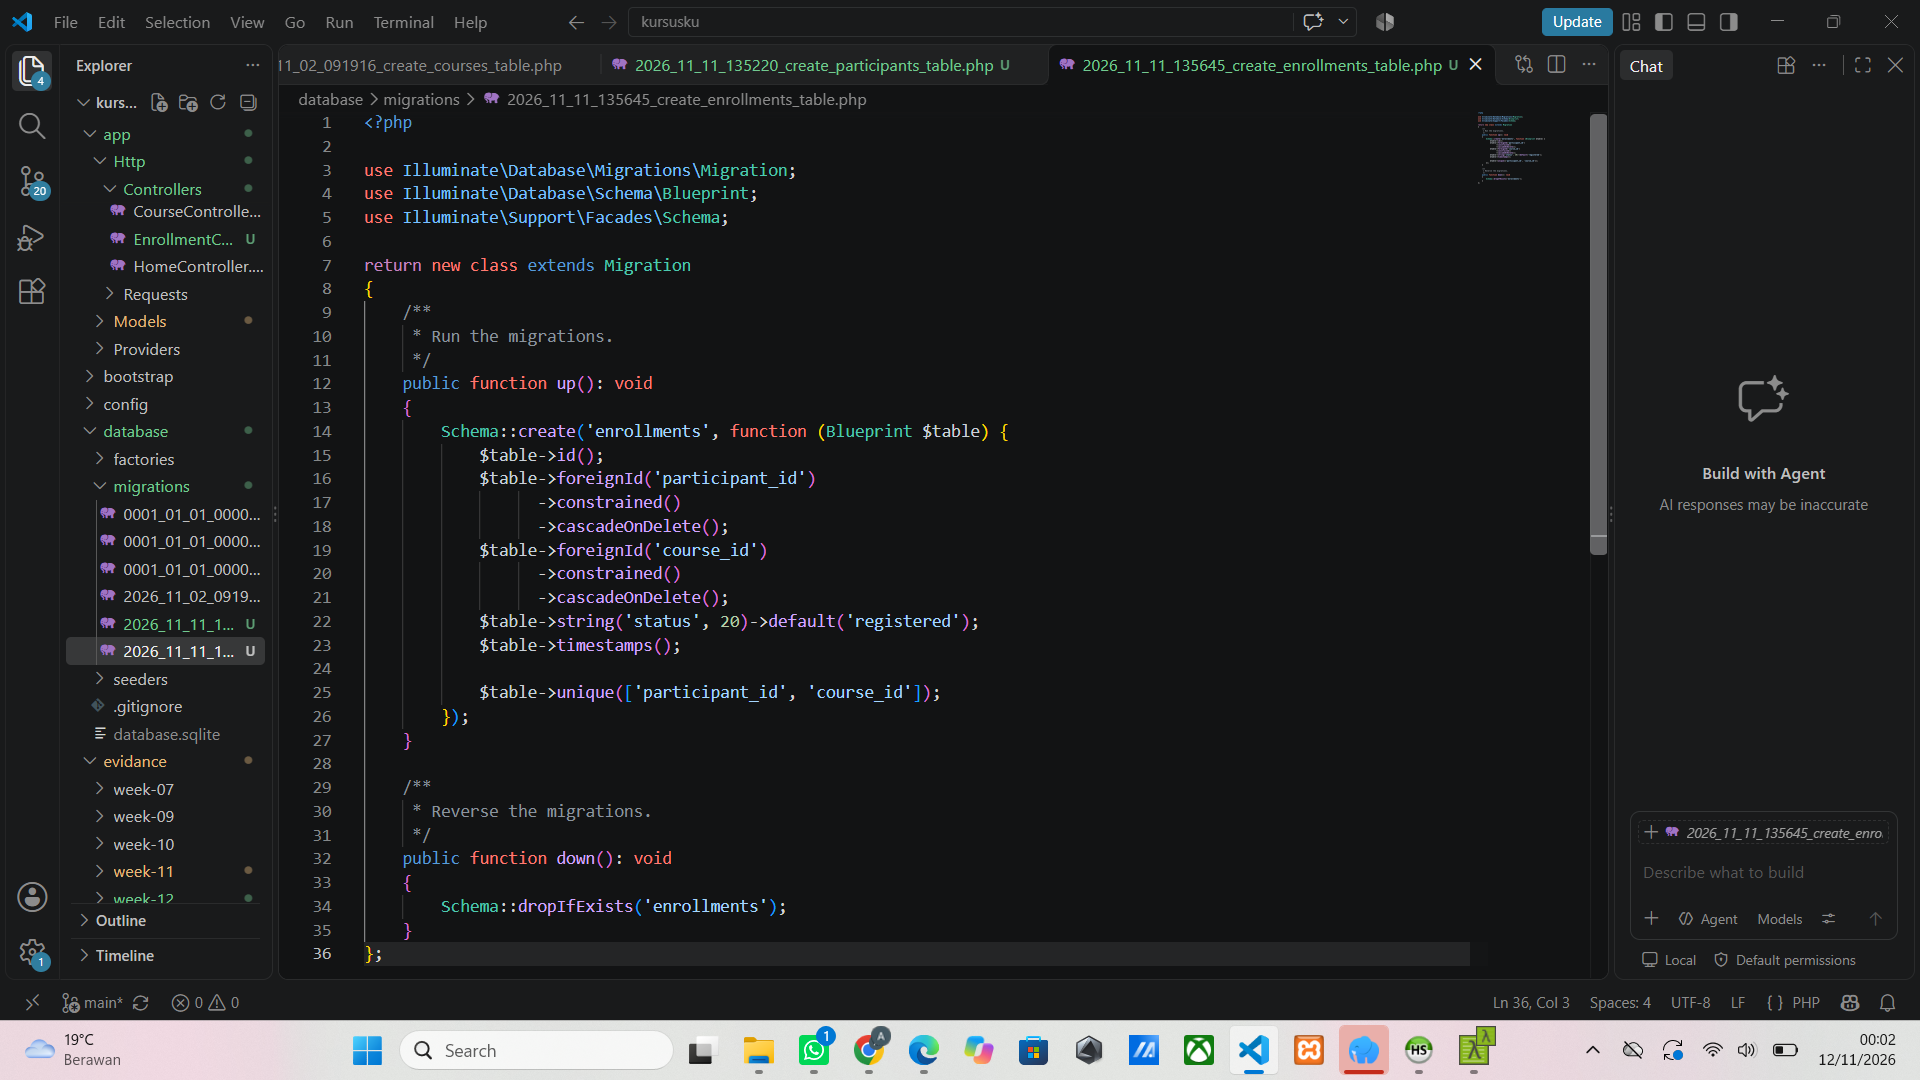 File Edit Selection View Go Run Terminal Help
kursusku
Update
Explorer
kurs...
app
Http
Controllers
CourseControlle...
EnrollmentC... U
HomeController....
Requests
Models
Providers
bootstrap
config
database
factories
migrations
0001_01_01_0000...
0001_01_01_0000...
0001_01_01_0000...
2026_11_02_0919...
2026_11_11_1... U
2026_11_11_1... U
seeders
.gitignore
database.sqlite
evidance
week-07
week-09
week-10
week-11
week-12
Outline
Timeline
4
20
1
11_02_091916_create_courses_table.php
2026_11_11_135220_create_participants_table.php U
2026_11_11_135645_create_enrollments_table.php U
database > migrations > 2026_11_11_135645_create_enrollments_table.php
1 <?php
2
3 use Illuminate\Database\Migrations\Migration;
4 use Illuminate\Database\Schema\Blueprint;
5 use Illuminate\Support\Facades\Schema;
6
7 return new class extends Migration
8 {
9 /**
10 * Run the migrations.
11 */
12 public function up(): void
13 {
14 Schema::create('enrollments', function (Blueprint $table) {
15 $table->id();
16 $table->foreignId('participant_id')
17 ->constrained()
18 ->cascadeOnDelete();
19 $table->foreignId('course_id')
20 ->constrained()
21 ->cascadeOnDelete();
22 $table->string('status', 20)->default('registered');
23 $table->timestamps();
24
25 $table->unique(['participant_id', 'course_id']);
26 });
27 }
28
29 /**
30 * Reverse the migrations.
31 */
32 public function down(): void
33 {
34 Schema::dropIfExists('enrollments');
35 }
36 };
Chat
Build with Agent
AI responses may be inaccurate
2026_11_11_135645_create_enro
Describe what to build
Agent Models
Local Default permissions
main* 0 0
Ln 36, Col 3 Spaces: 4 UTF-8 LF { } PHP
19°C
Berawan
Search
1
A
HS
00:02
12/11/2026